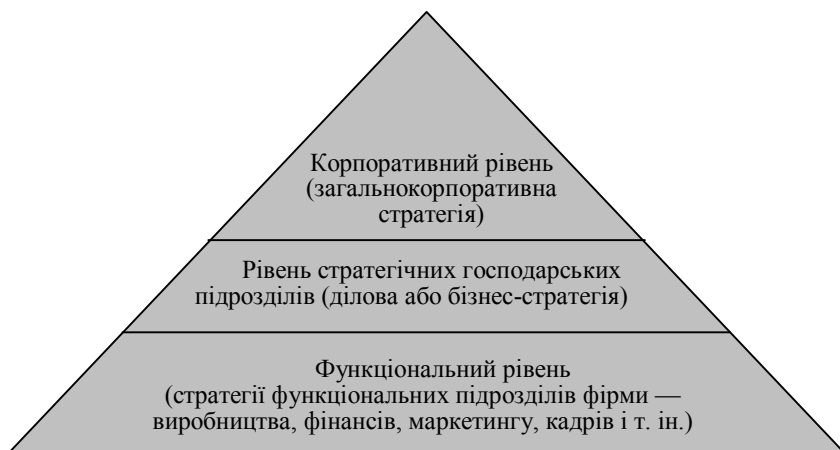 Корпоративний рівень
(загальнокорпоративна
стратегія)
Рівень стратегічних господарських
підрозділів (ділова або бізнес-стратегія)
Функціональний рівень
(стратегії функціональних підрозділів фірми —
виробництва, фінансів, маркетингу, кадрів і т. ін.)